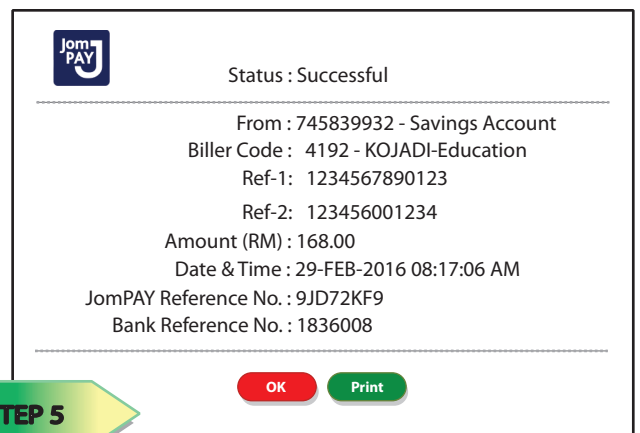 Jom
PAY
Status : Successful
From : 745839932 - Savings Account
Biller Code : 4192 - KOJADI-Education
Ref-1: 1234567890123
Ref-2: 123456001234
Amount (RM) : 168.00
Date & Time : 29-FEB-2016 08:17:06 AM
JomPAY Reference No. : 9JD72KF9
Bank Reference No. : 1836008
OK Print
TEP 5